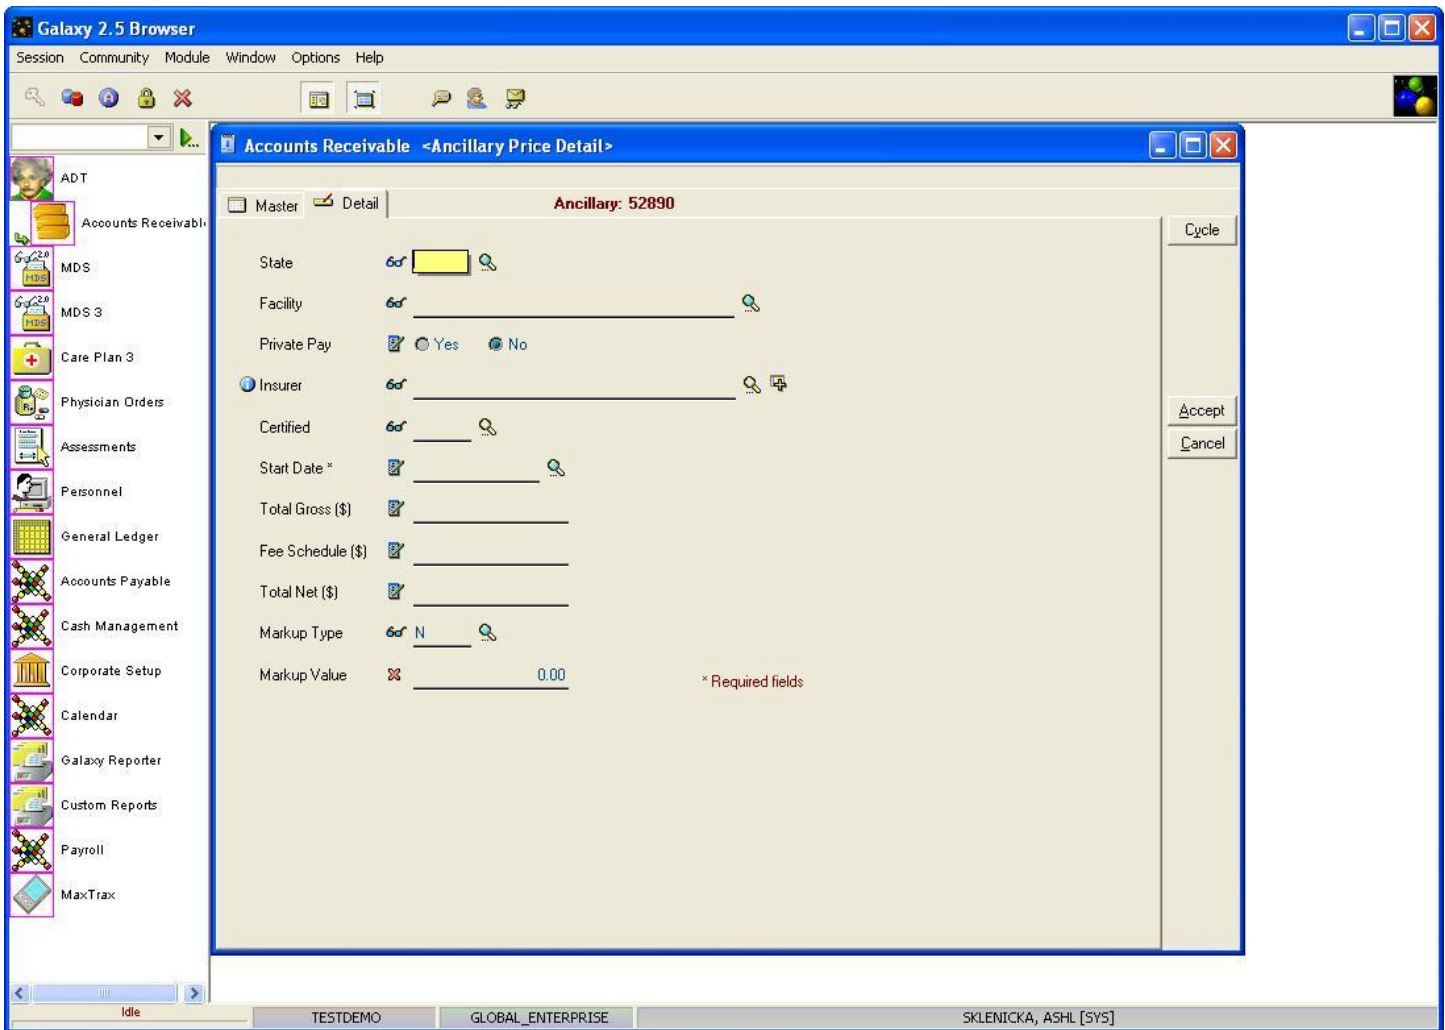 Galaxy 2.5 Browser
Session Community Module Window Options Help
Accounts Receivable <Ancillary Price Detail>
ADT
Accounts Receivabl
MDS
MDS 3
Care Plan 3
Physician Orders
Assessments
Personnel
General Ledger
Accounts Payable
Cash Management
Corporate Setup
Calendar
Galaxy Reporter
Custom Reports
Payroll
MaxTrax
Master Detail Ancillary: 52890
Cycle
State
Facility
Private Pay Yes No
Insurer
Certified
Start Date *
Total Gross ($)
Fee Schedule ($)
Total Net ($)
Markup Type N
Markup Value 0.00 * Required fields
Accept
Cancel
Idle TESTDEMO GLOBAL_ENTERPRISE SKLENICKA, ASHL [SYS]